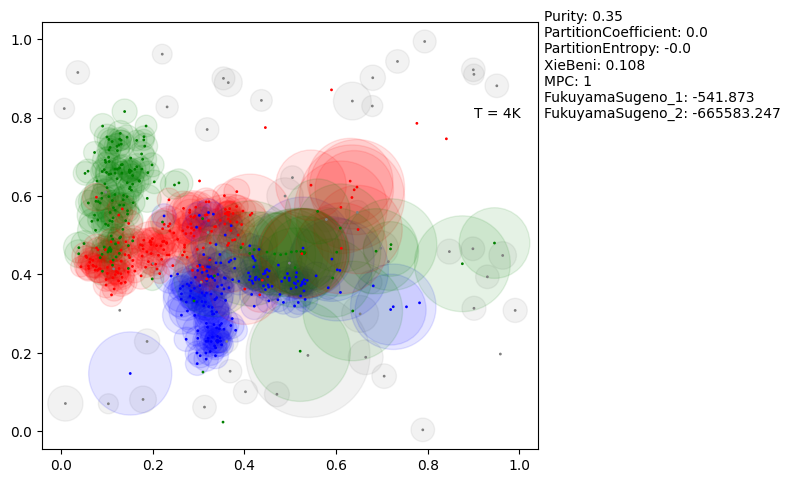 Purity: 0.35
PartitionCoefficient: 0.0
PartitionEntropy: -0.0
XieBeni: 0.108
MPC: 1
FukuyamaSugeno_1: -541.873
FukuyamaSugeno_2: -665583.247
T = 4K
1.0
0.8
0.6
0.4
0.2
0.0
0.0 0.2 0.4 0.6 0.8 1.0